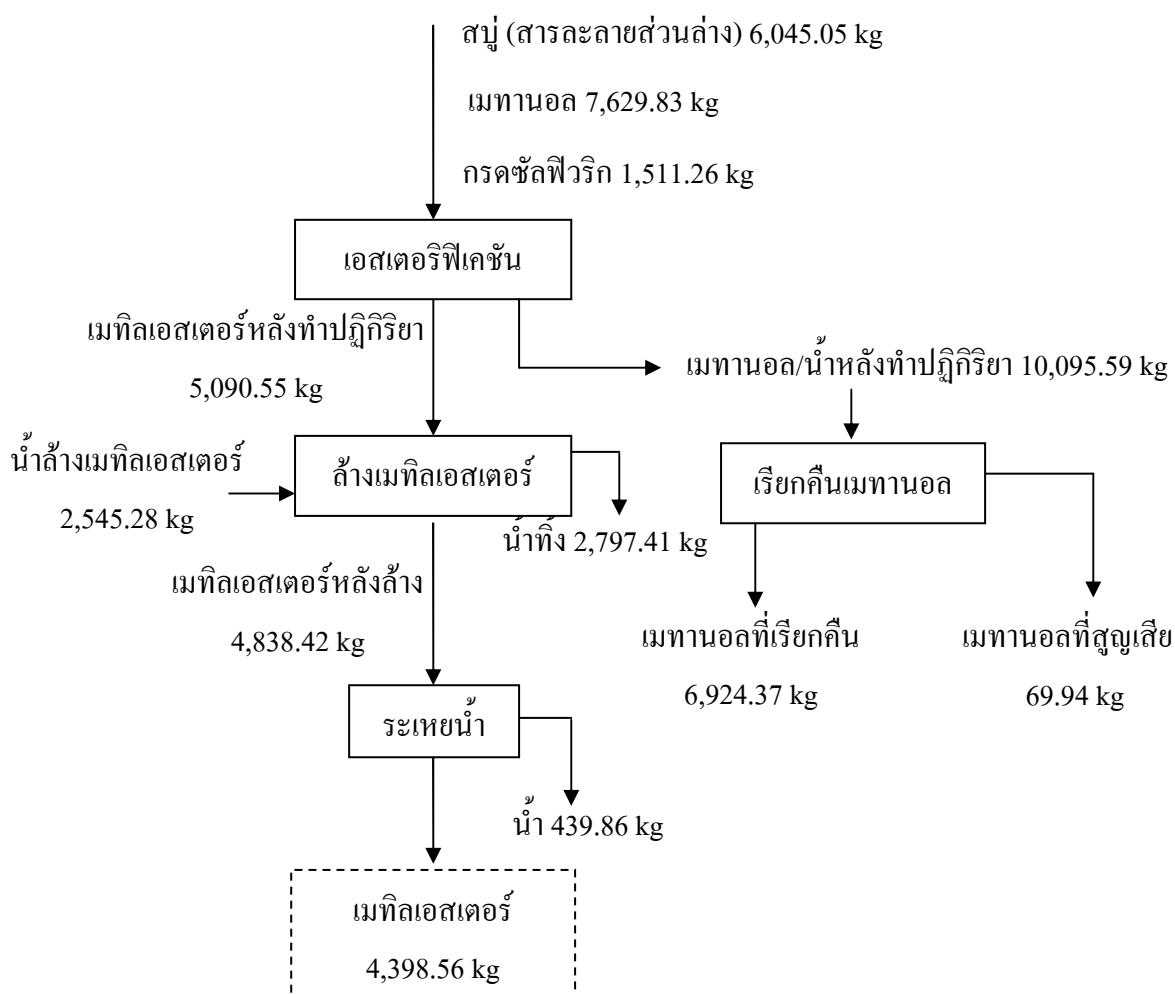 สบู่ (สารละลายส่วนล่าง) 6,045.05 kg
เมทานอล 7,629.83 kg
กรดซัลฟิวริก 1,511.26 kg
เอสเตอริฟิเคชัน
เมทิลเอสเตอร์หลังทำปฏิกิริยา
5,090.55 kg
เมทานอล/น้ำหลังทำปฏิกิริยา 10,095.59 kg
น้ำล้างเมทิลเอสเตอร์
2,545.28 kg
ล้างเมทิลเอสเตอร์
เรียกคืนเมทานอล
น้ำทิ้ง 2,797.41 kg
เมทิลเอสเตอร์หลังล้าง
4,838.42 kg
เมทานอลที่เรียกคืน
6,924.37 kg
เมทานอลที่สูญเสีย
69.94 kg
ระเหยน้ำ
น้ำ 439.86 kg
เมทิลเอสเตอร์
4,398.56 kg